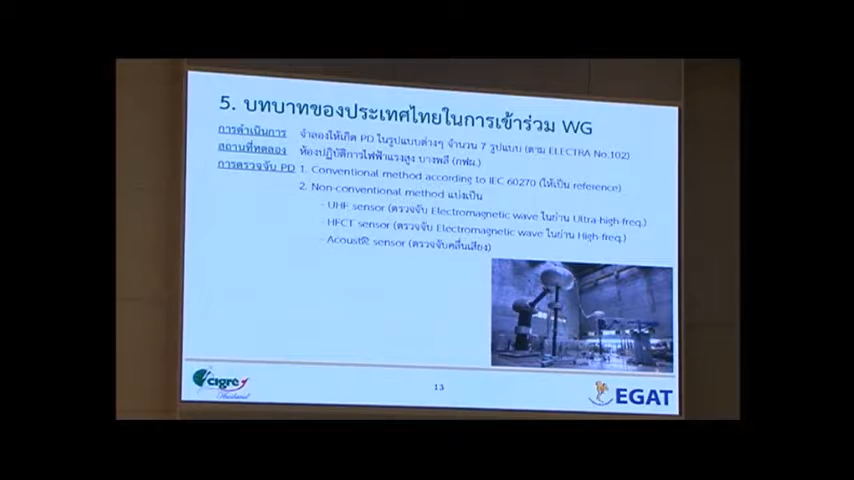 5. บทบาทของประเทศไทยในการเข้าร่วม WG
การดำเนินการ จำลองให้เกิด PD ในรูปแบบต่างๆ จำนวน 7 รูปแบบ (ตาม ELECTRA No.102)
สถานที่ทดลอง ห้องปฏิบัติการไฟฟ้าแรงสูง บางพลี (กฟผ.)
การตรวจจับ PD 1. Conventional method according to IEC 60270 (ให้เป็น reference)
2. Non-conventional method แบ่งเป็น
- UHF sensor (ตรวจจับ Electromagnetic wave ในย่าน Ultra-high-freq.)
- HFCT sensor (ตรวจจับ Electromagnetic wave ในย่าน High-freq.)
- Acoustic sensor (ตรวจจับคลื่นเสียง)
cigre
Thailand
13
EGAT